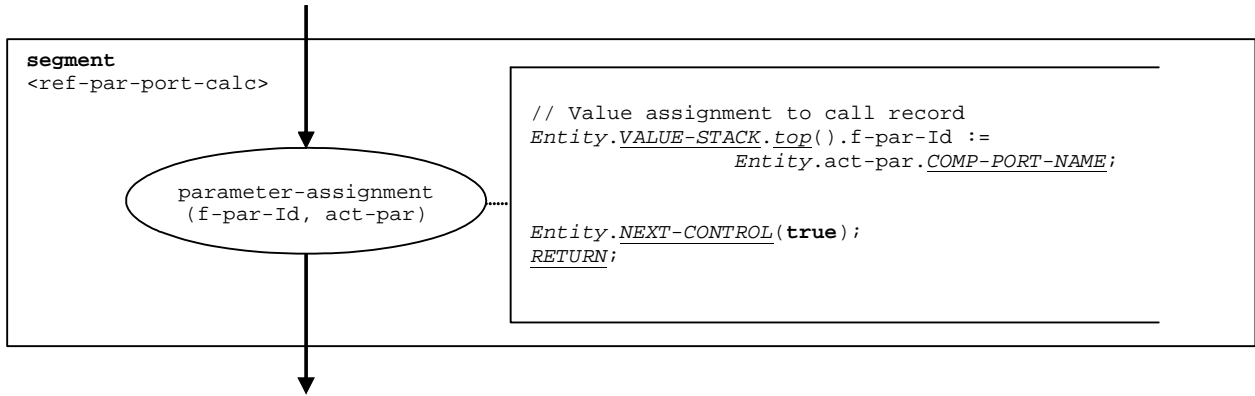 segment
<ref-par-port-calc>
// Value assignment to call record
Entity.VALUE-STACK.top().f-par-Id :=
Entity.act-par.COMP-PORT-NAME;
parameter-assignment
(f-par-Id, act-par)
Entity.NEXT-CONTROL(true);
RETURN;